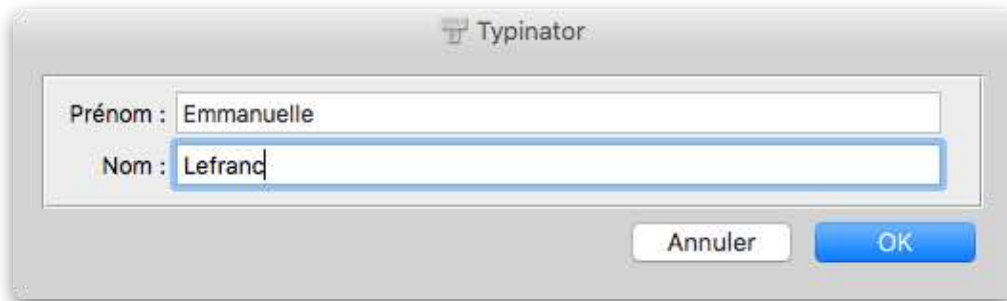 Typinator
Prénom : Emmanuelle
Nom : Lefranc
Annuler OK